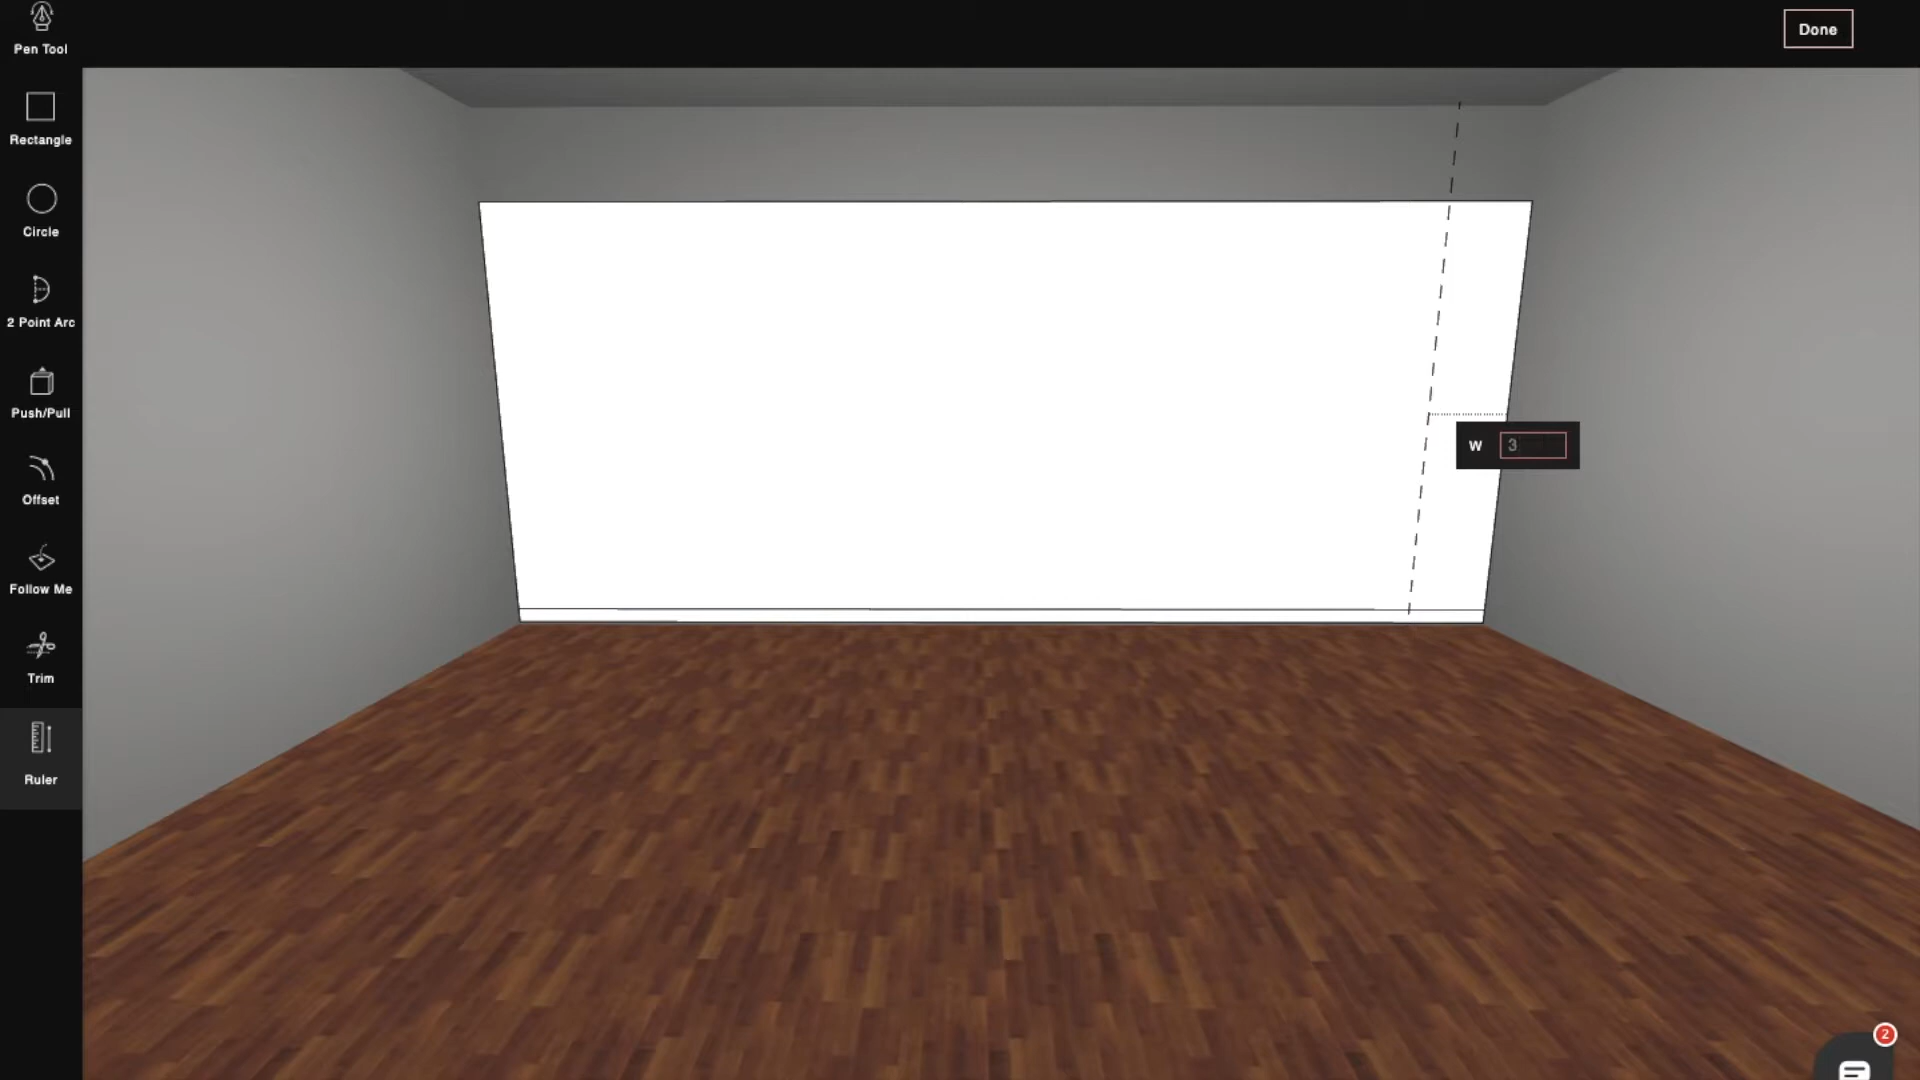 Pen Tool
Done
Rectangle
Circle
2 Point Arc
Push/Pull
W 3
Offset
Follow Me
Trim
Ruler
2